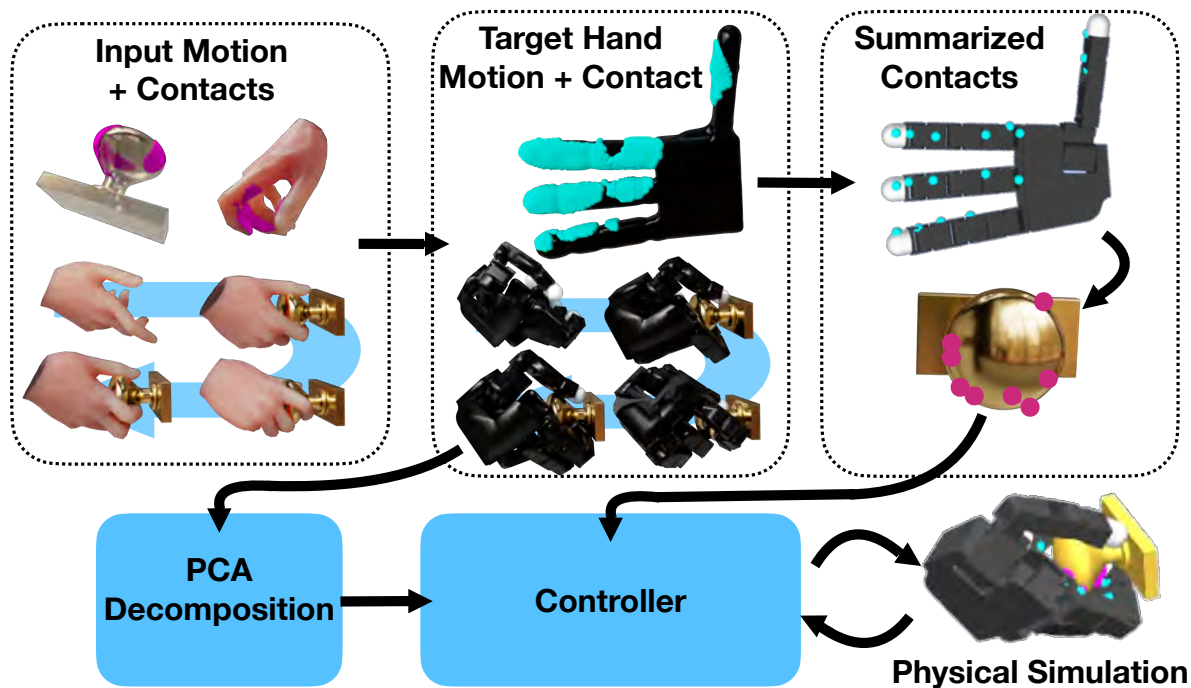 Input Motion
+ Contacts
Target Hand
Motion + Contact
Summarized
Contacts
PCA
Decomposition
Controller
Physical Simulation